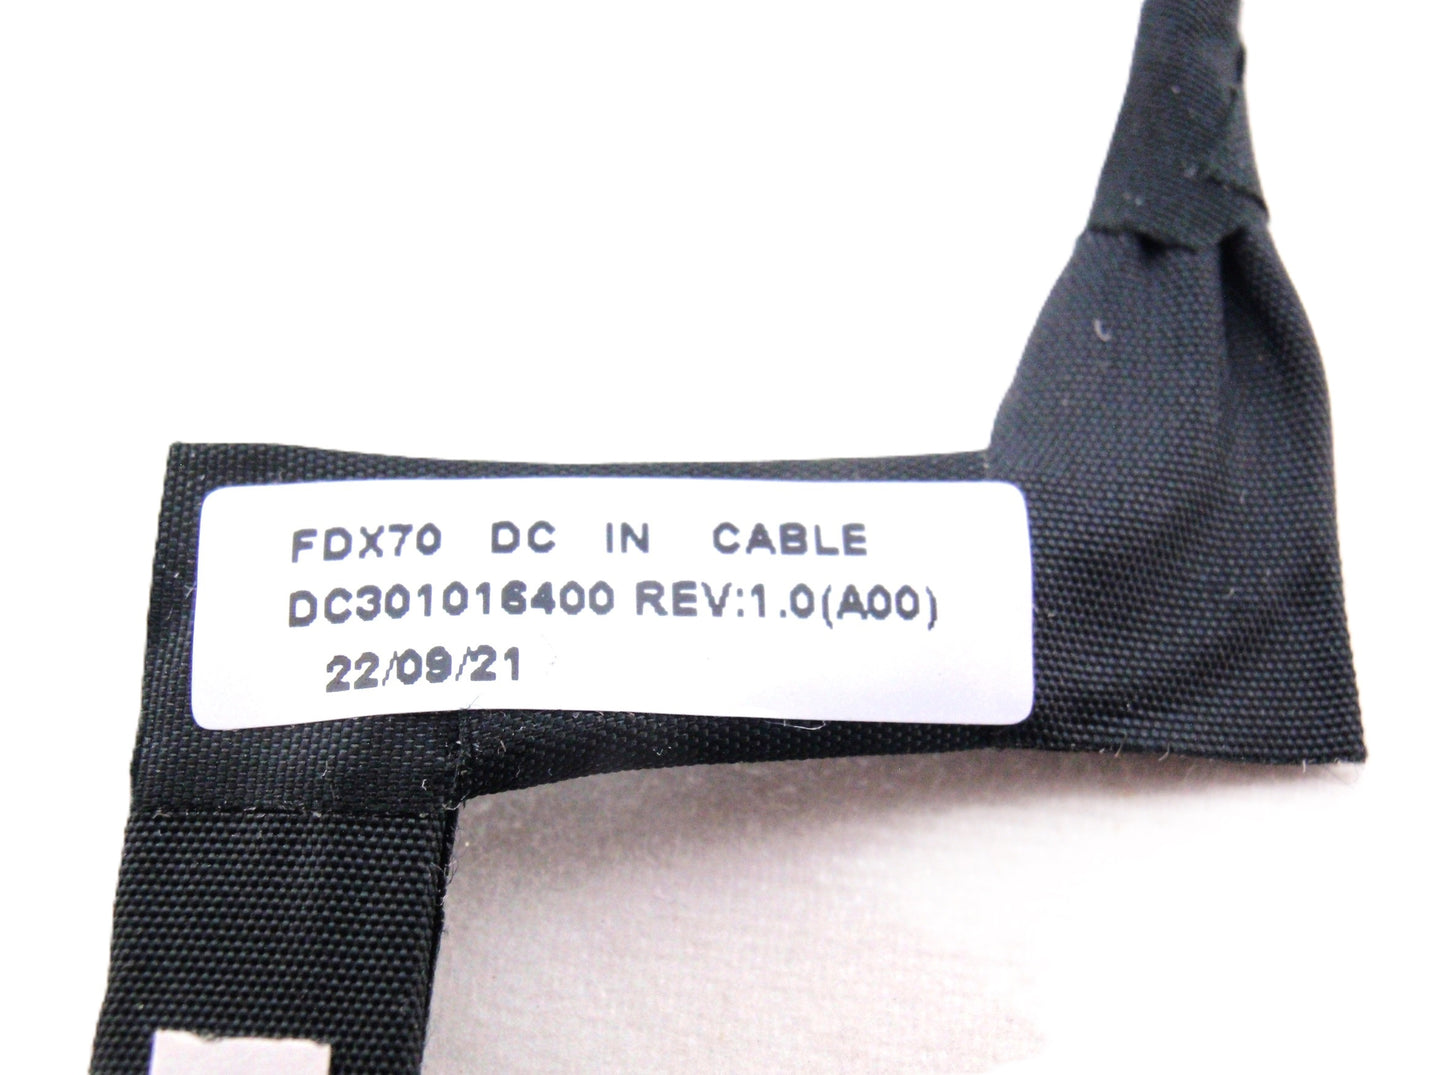 FDX70 DC IN CABLE
DC301016400 REV:1.0(A00)
22/09/21